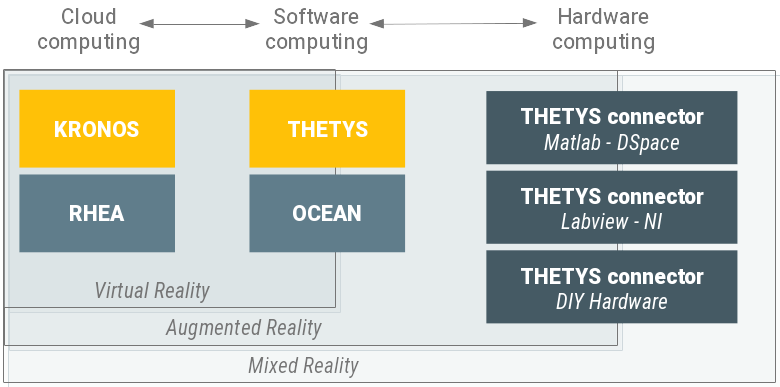 Cloud
computing
Software
computing
Hardware
computing
KRONOS
THETYS
RHEA
OCEAN
THETYS connector
Matlab - DSpace
THETYS connector
Labview - NI
THETYS connector
DIY Hardware
Virtual Reality
Augmented Reality
Mixed Reality